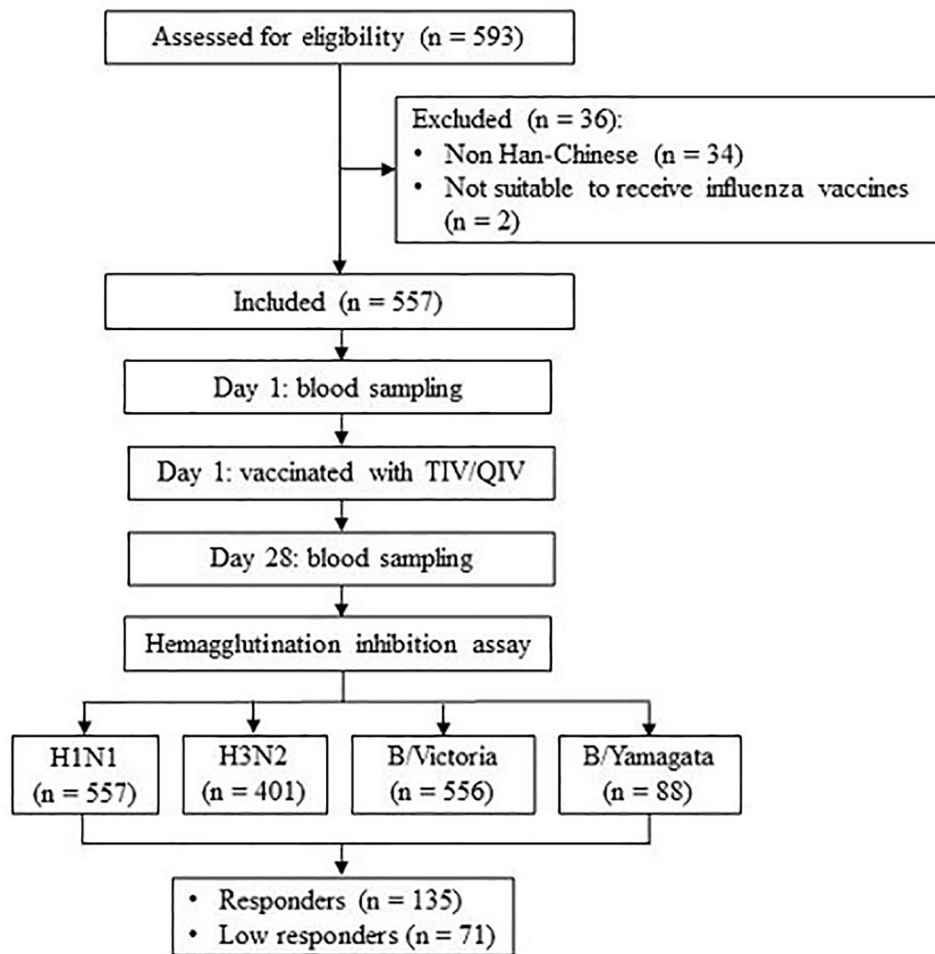 Assessed for eligibility (n = 593)
Excluded (n = 36):
• Non Han-Chinese (n = 34)
• Not suitable to receive influenza vaccines
(n = 2)
Included (n = 557)
Day 1: blood sampling
Day 1: vaccinated with TIV/QIV
Day 28: blood sampling
Hemagglutination inhibition assay
H1N1
(n = 557)
H3N2
(n = 401)
B/Victoria
(n = 556)
B/Yamagata
(n = 88)
• Responders (n = 135)
• Low responders (n = 71)